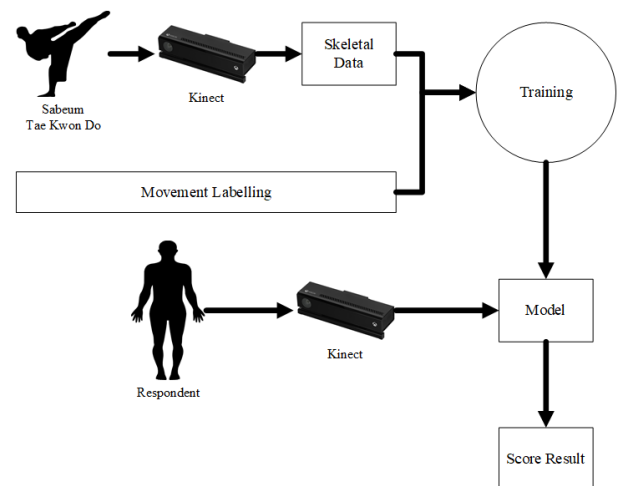 Sabeum
Tae Kwon Do
Kinect
Skeletal
Data
Training
Movement Labelling
Respondent
Kinect
Model
Score Result